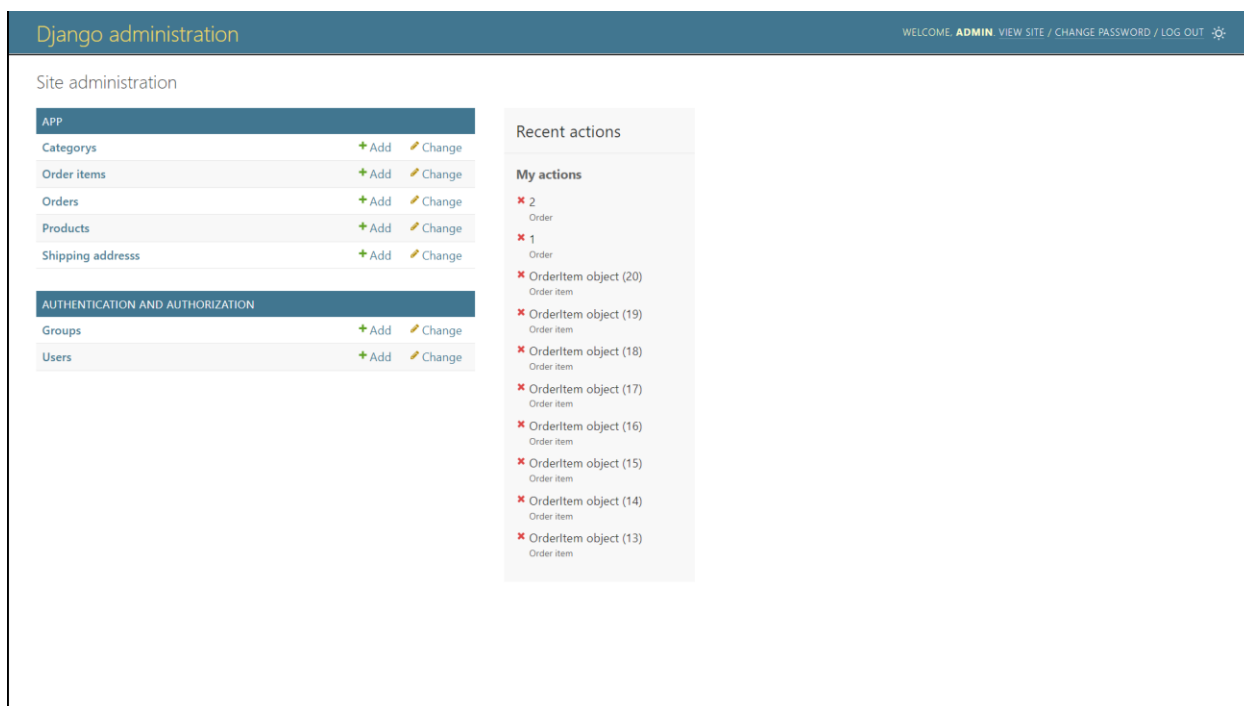 Django administration
WELCOME, ADMIN. VIEW SITE / CHANGE PASSWORD / LOG OUT
Site administration
APP
Categorys Add Change
Order items Add Change
Orders Add Change
Products Add Change
Shipping addresss Add Change
AUTHENTICATION AND AUTHORIZATION
Groups Add Change
Users Add Change
Recent actions
My actions
2
Order
1
Order
OrderItem object (20)
Order item
OrderItem object (19)
Order item
OrderItem object (18)
Order item
OrderItem object (17)
Order item
OrderItem object (16)
Order item
OrderItem object (15)
Order item
OrderItem object (14)
Order item
OrderItem object (13)
Order item